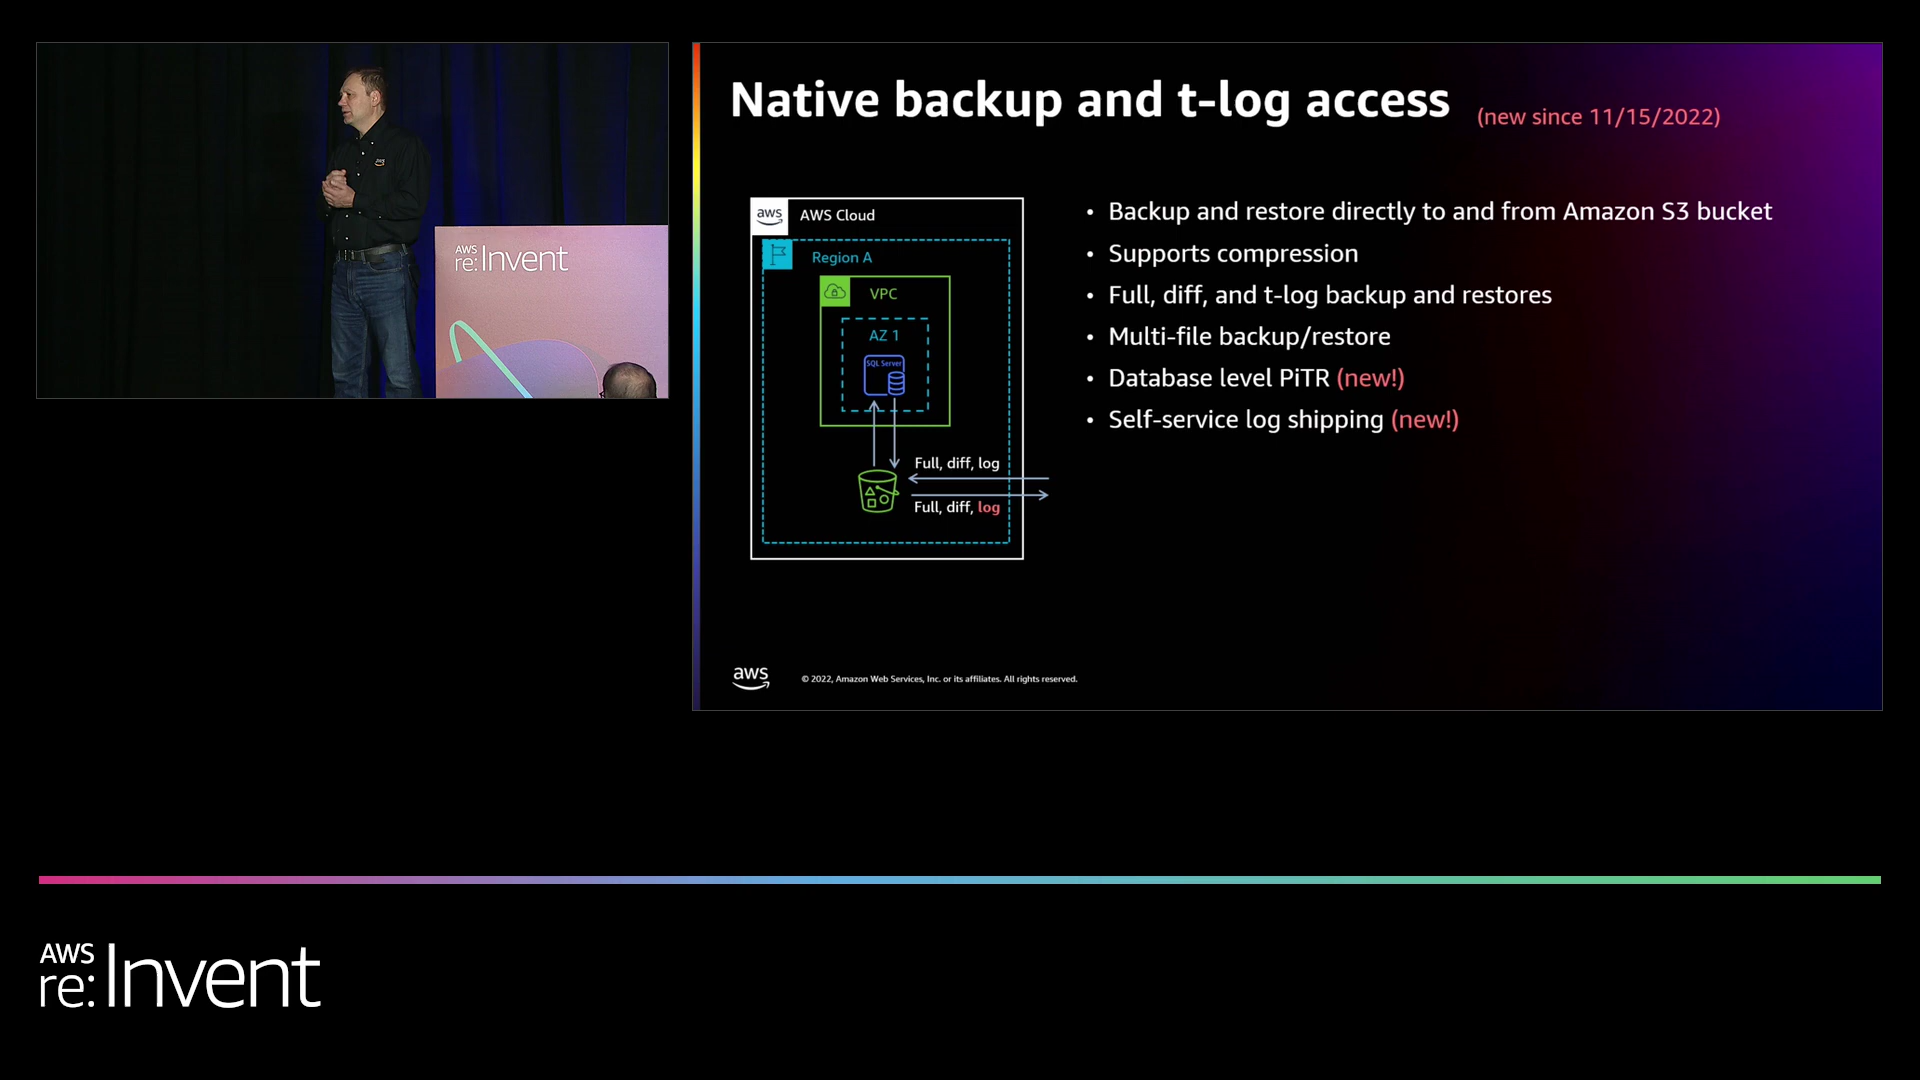 AWS
re:Invent
Native backup and t-log access (new since 11/15/2022)
aws
AWS Cloud
Region A
VPC
AZ 1
SQL Server
Full, diff, log
Full, diff, log
• Backup and restore directly to and from Amazon S3 bucket
• Supports compression
• Full, diff, and t-log backup and restores
• Multi-file backup/restore
• Database level PiTR (new!)
• Self-service log shipping (new!)
aws
© 2022, Amazon Web Services, Inc. or its affiliates. All rights reserved.
AWS
re:Invent